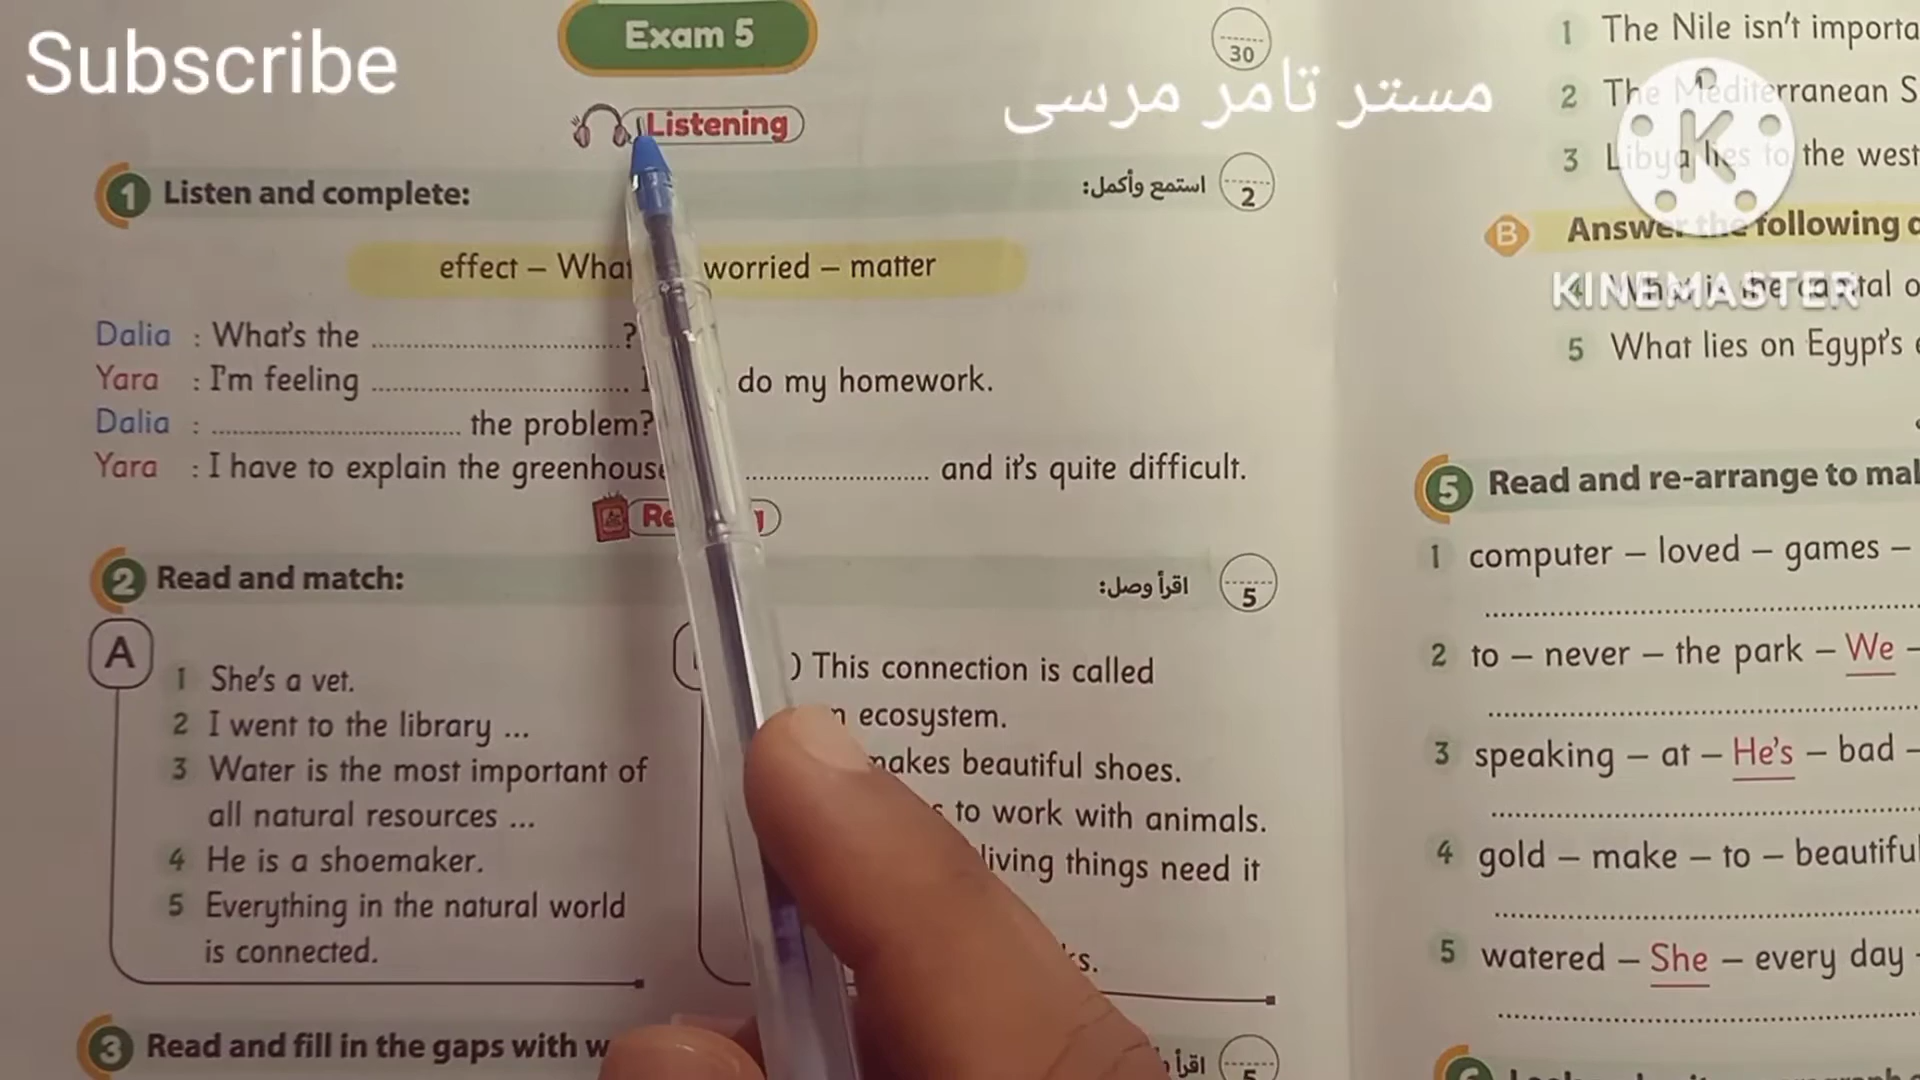 Subscribe
مستر تامر مرسى
KINEMASTER
Exam 5
30
Listening
1 Listen and complete:
استمع وأكمل:
2
effect – What worried – matter
Dalia : What's the ?
Yara : I'm feeling . do my homework.
Dalia : the problem?
Yara : I have to explain the greenhouse and it's quite difficult.
2 Read and match:
اقرأ وصل:
5
A
1 She's a vet.
2 I went to the library ...
3 Water is the most important of
all natural resources ...
4 He is a shoemaker.
5 Everything in the natural world
is connected.
) This connection is called
ecosystem.
makes beautiful shoes.
to work with animals.
living things need it
3 Read and fill in the gaps with
اقرأ
5
1 The Nile isn't
2 The Mediterranean
3 Libya lies to the west
B Answer the following
4 What is the capital
5 What lies on Egypt's
5 Read and re-arrange to
1 computer – loved – games –
2 to – never – the park – We –
3 speaking – at – He's – bad –
4 gold – make – to –
5 watered – She – every day –
6